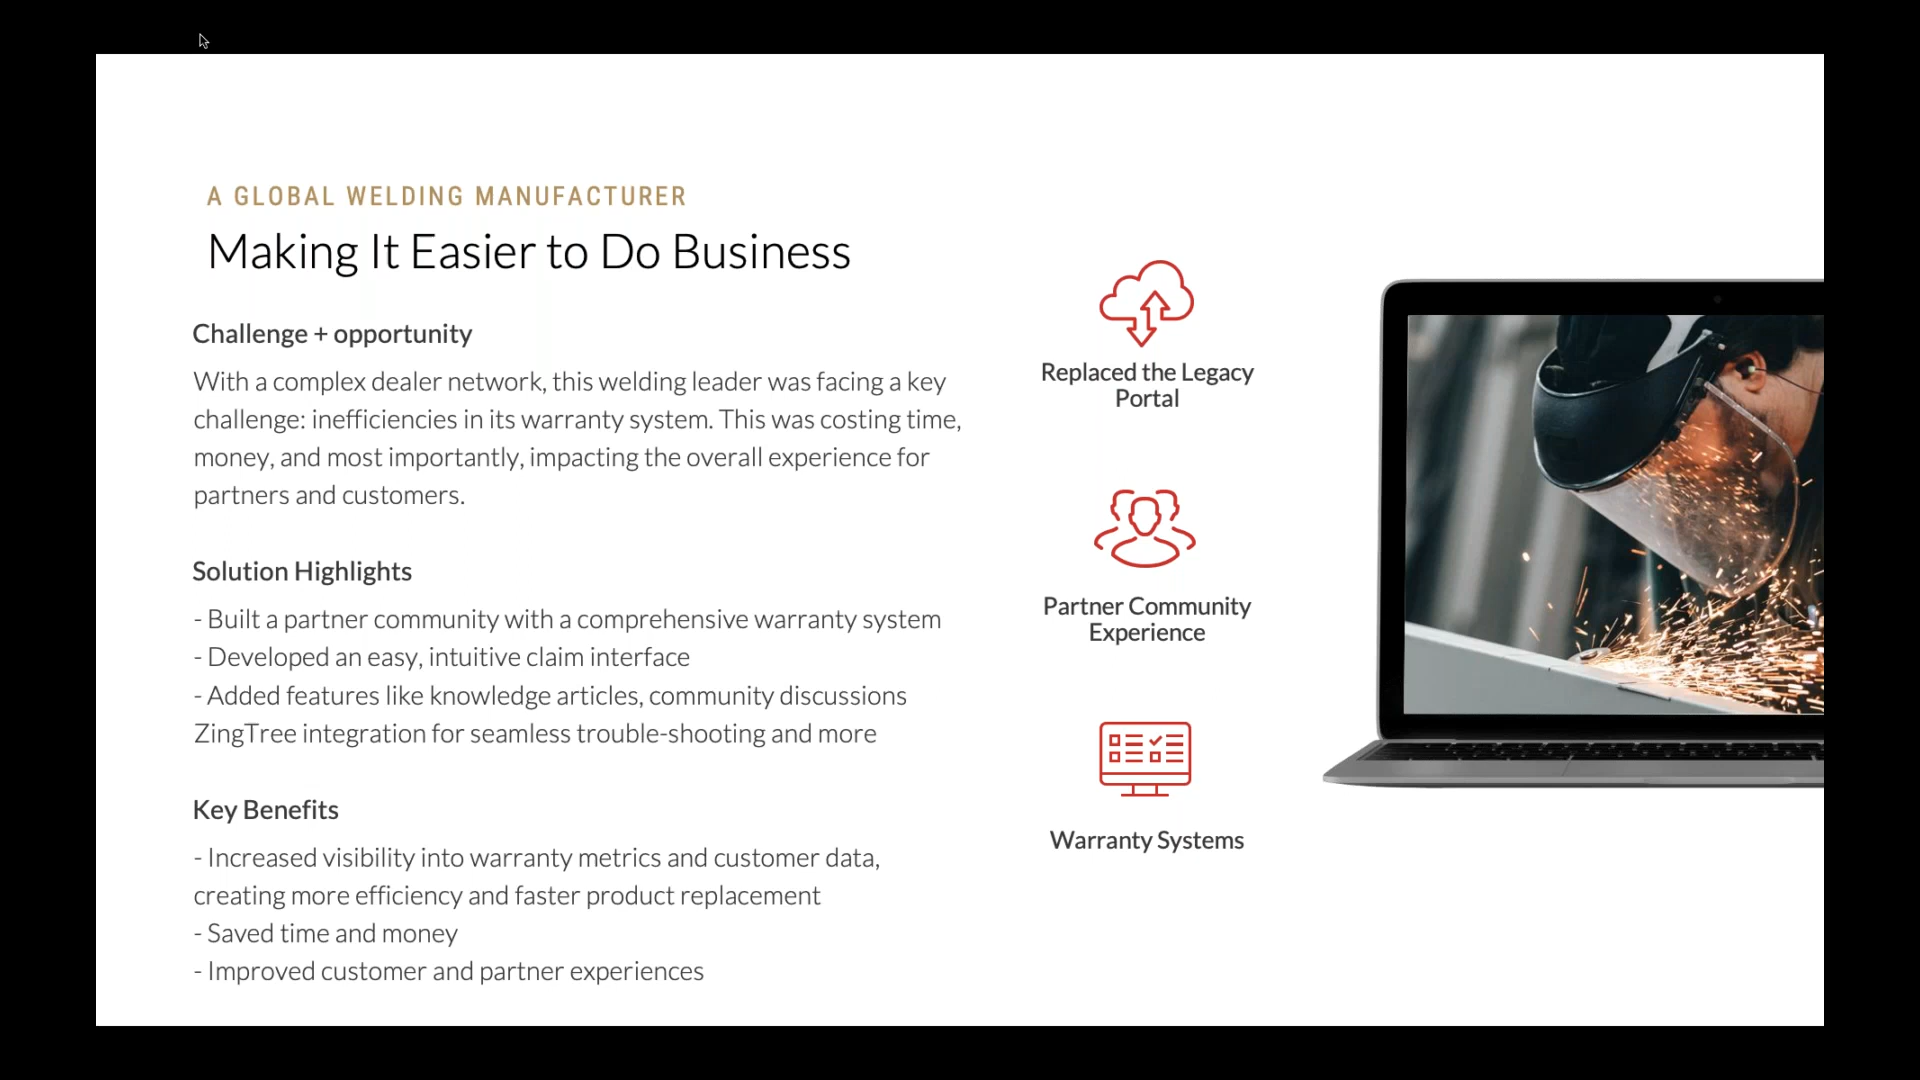 A GLOBAL WELDING MANUFACTURER
Making It Easier to Do Business
Challenge + opportunity
With a complex dealer network, this welding leader was facing a key
challenge: inefficiencies in its warranty system. This was costing time,
money, and most importantly, impacting the overall experience for
partners and customers.
Solution Highlights
- Built a partner community with a comprehensive warranty system
- Developed an easy, intuitive claim interface
- Added features like knowledge articles, community discussions
ZingTree integration for seamless trouble-shooting and more
Key Benefits
- Increased visibility into warranty metrics and customer data,
creating more efficiency and faster product replacement
- Saved time and money
- Improved customer and partner experiences
Replaced the Legacy
Portal
Partner Community
Experience
Warranty Systems